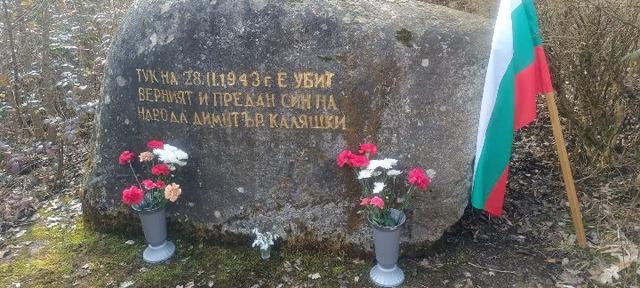 ТУК НА 28.II.1943 Г. Е УБИТ
ВЕРНИЯТ И ПРЕДАН СИН НА
НАРОДА ДИМИТЪР КАЛЯШКИ